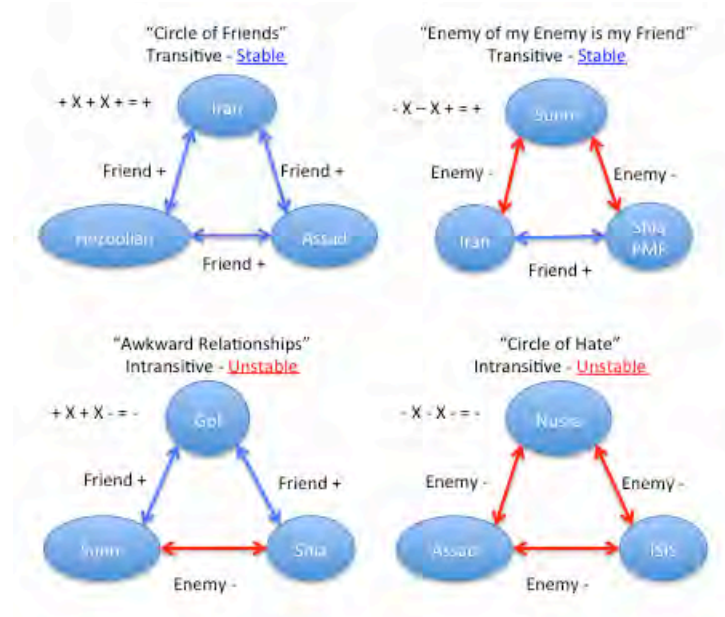 "Circle of Friends"
Transitive - Stable
+ X + X + = +
Iran
Friend +
Friend +
Assad
Friend +
"Enemy of my Enemy is my Friend"
Transitive - Stable
- X – X + = +
Sunni
Enemy -
Enemy -
Iran
Shia
PMF
Friend +
"Awkward Relationships"
Intransitive - Unstable
+ X + X - = -
GoI
Friend +
Friend +
Sunni
Shia
Enemy -
"Circle of Hate"
Intransitive - Unstable
- X - X - = -
Nusra
Enemy -
Enemy -
Assad
ISIS
Enemy -